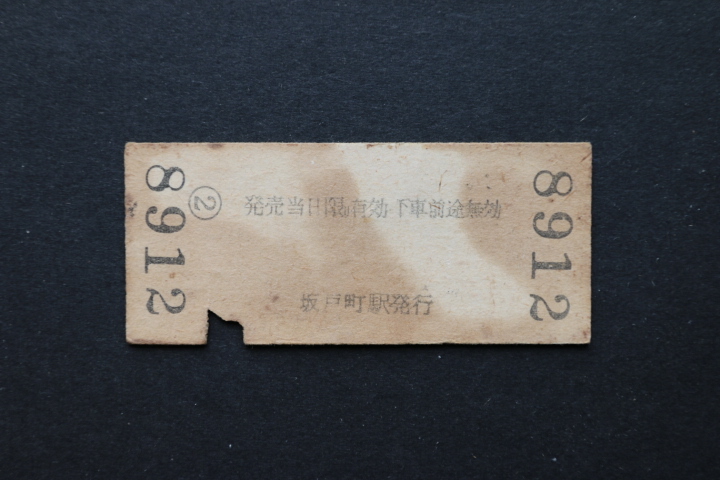 8912
② 発売当日限有効 下車前途無効
坂戸町駅発行
8912